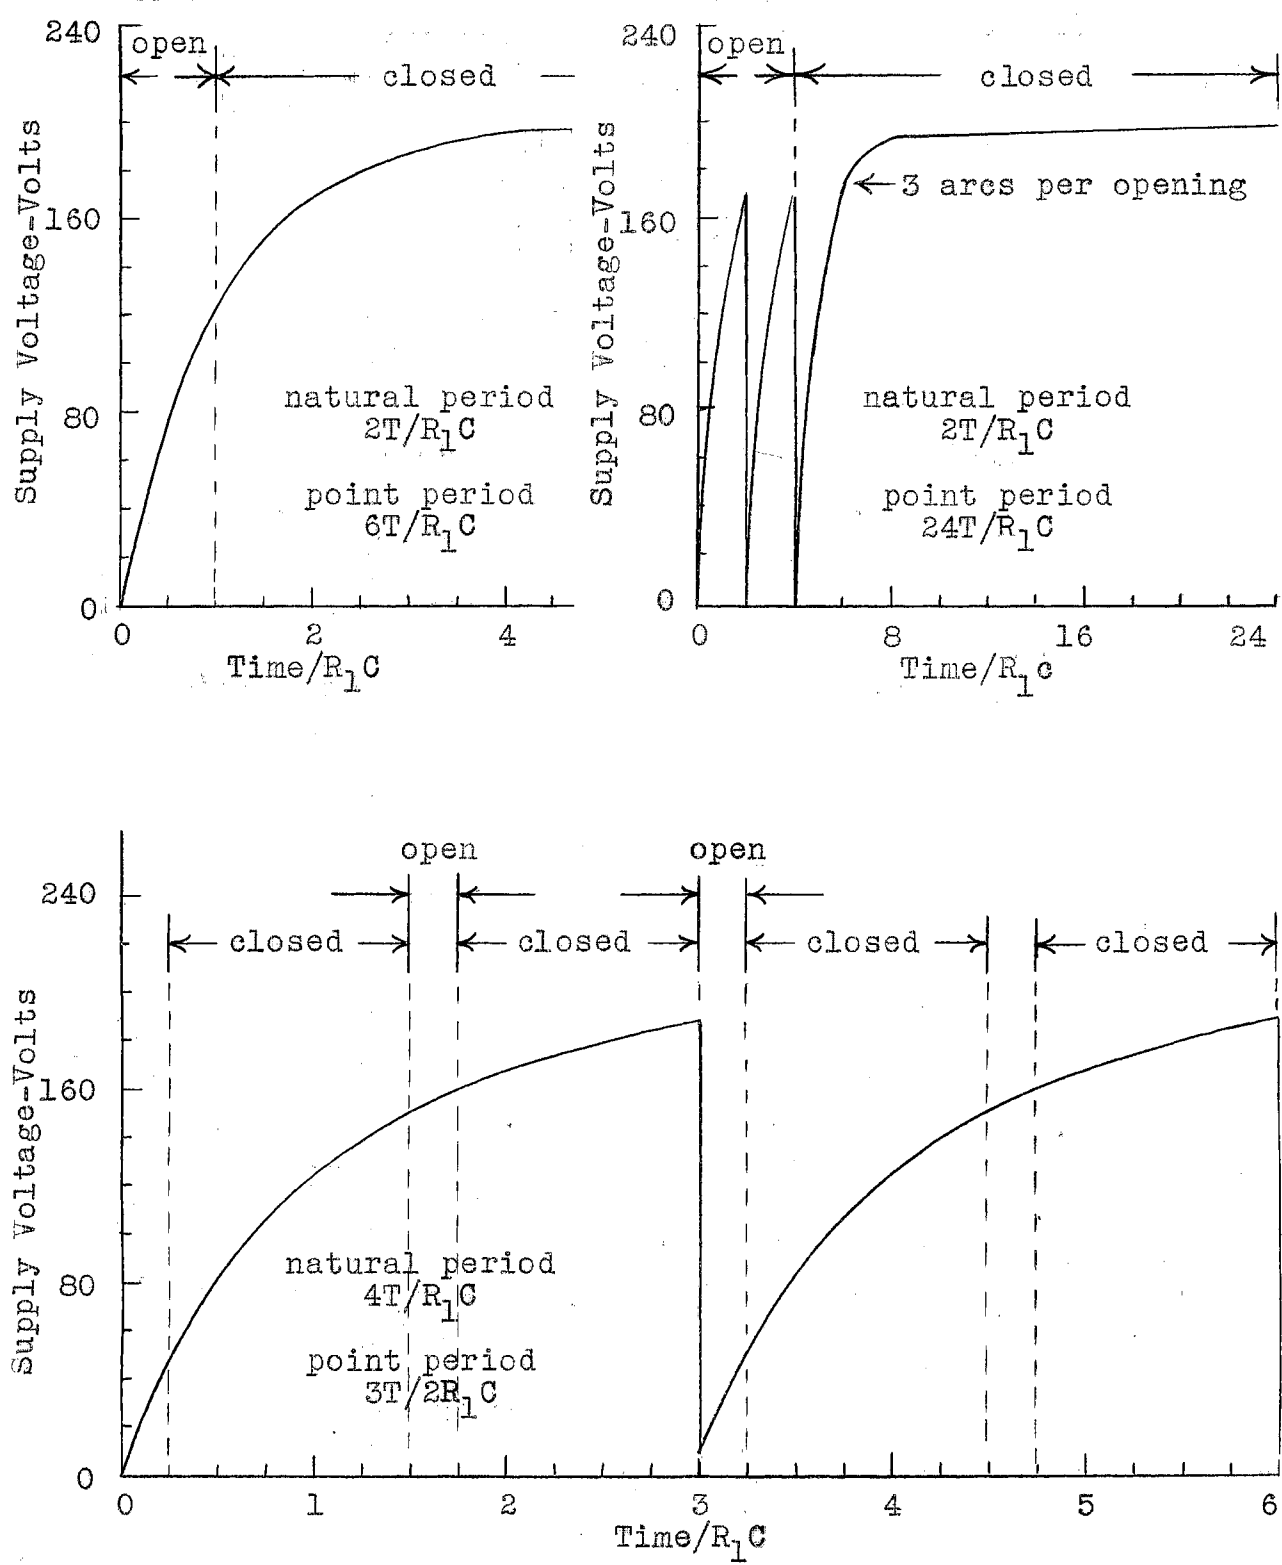 240
open
closed
Supply Voltage-Volts
160
80
0
natural period
2T/R1C
point period
6T/R1C
0 2 4
Time/R1C
240
open
closed
Supply Voltage-Volts
160
80
0
3 arcs per opening
natural period
2T/R1C
point period
24T/R1C
0 8 16 24
Time/R1c
open open
240
closed closed closed closed
Supply Voltage-Volts
160
80
0
natural period
4T/R1C
point period
3T/2R1C
0 1 2 3 4 5 6
Time/R1C